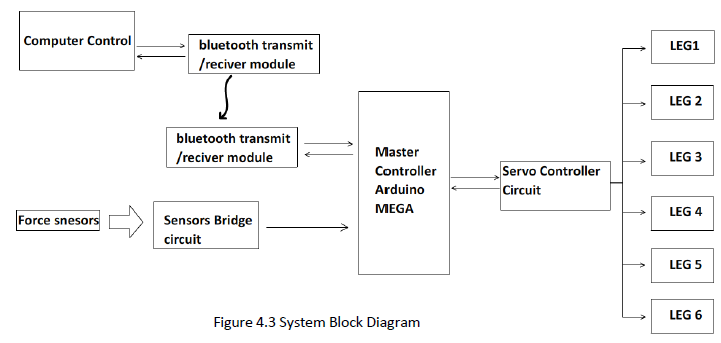 Computer Control
bluetooth transmit
/reciver module
bluetooth transmit
/reciver module
Force snesors
Sensors Bridge
circuit
Master
Controller
Arduino
MEGA
Servo Controller
Circuit
LEG1
LEG 2
LEG 3
LEG 4
LEG 5
LEG 6
Figure 4.3 System Block Diagram